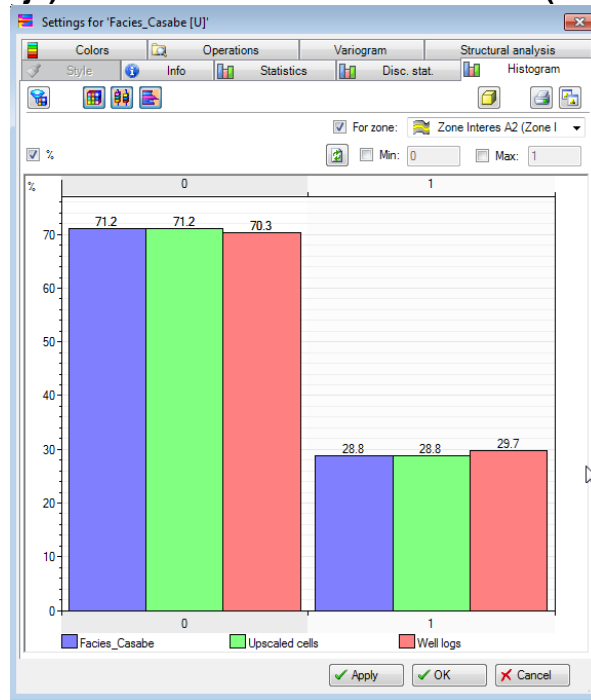 Settings for 'Facies_Casabe [U]'
Colors Operations Variogram Structural analysis
Style Info Statistics Disc. stat. Histogram
For zone: Zone Interes A2 (Zone I
% Min: 0 Max: 1
% 0 1
71.2 71.2 70.3
70
60
50
40
28.8 28.8 29.7
30
20
10
0
0 1
Facies_Casabe Upscaled cells Well logs
Apply OK Cancel